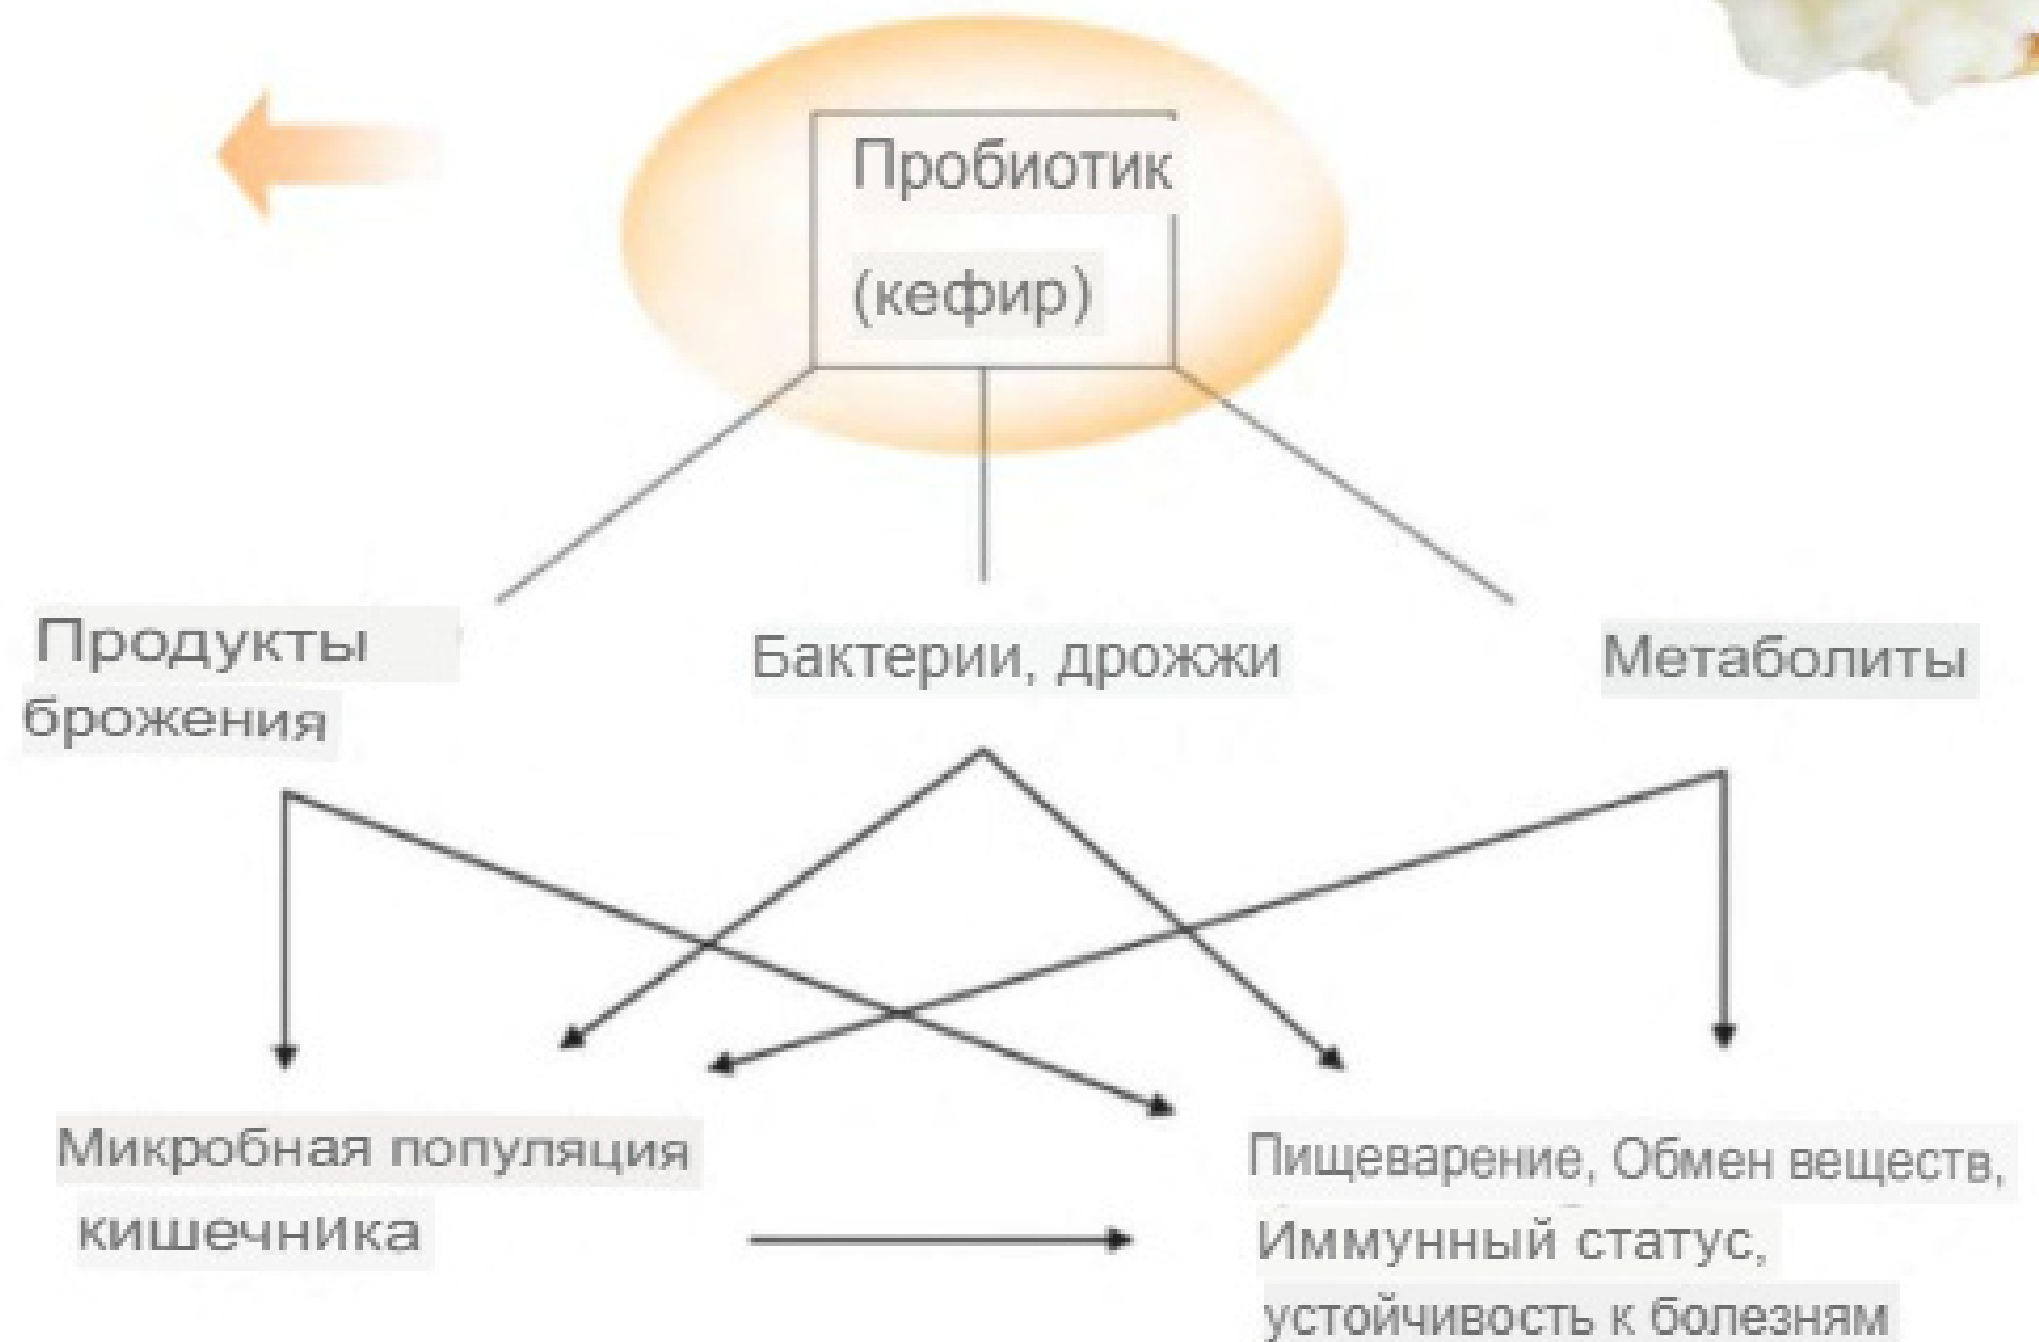 Пробиотик
(кефир)
Продукты
брожения
Бактерии, дрожжи
Метаболиты
Микробная популяция
кишечника
Пищеварение, Обмен веществ,
Иммунный статус,
устойчивость к болезням